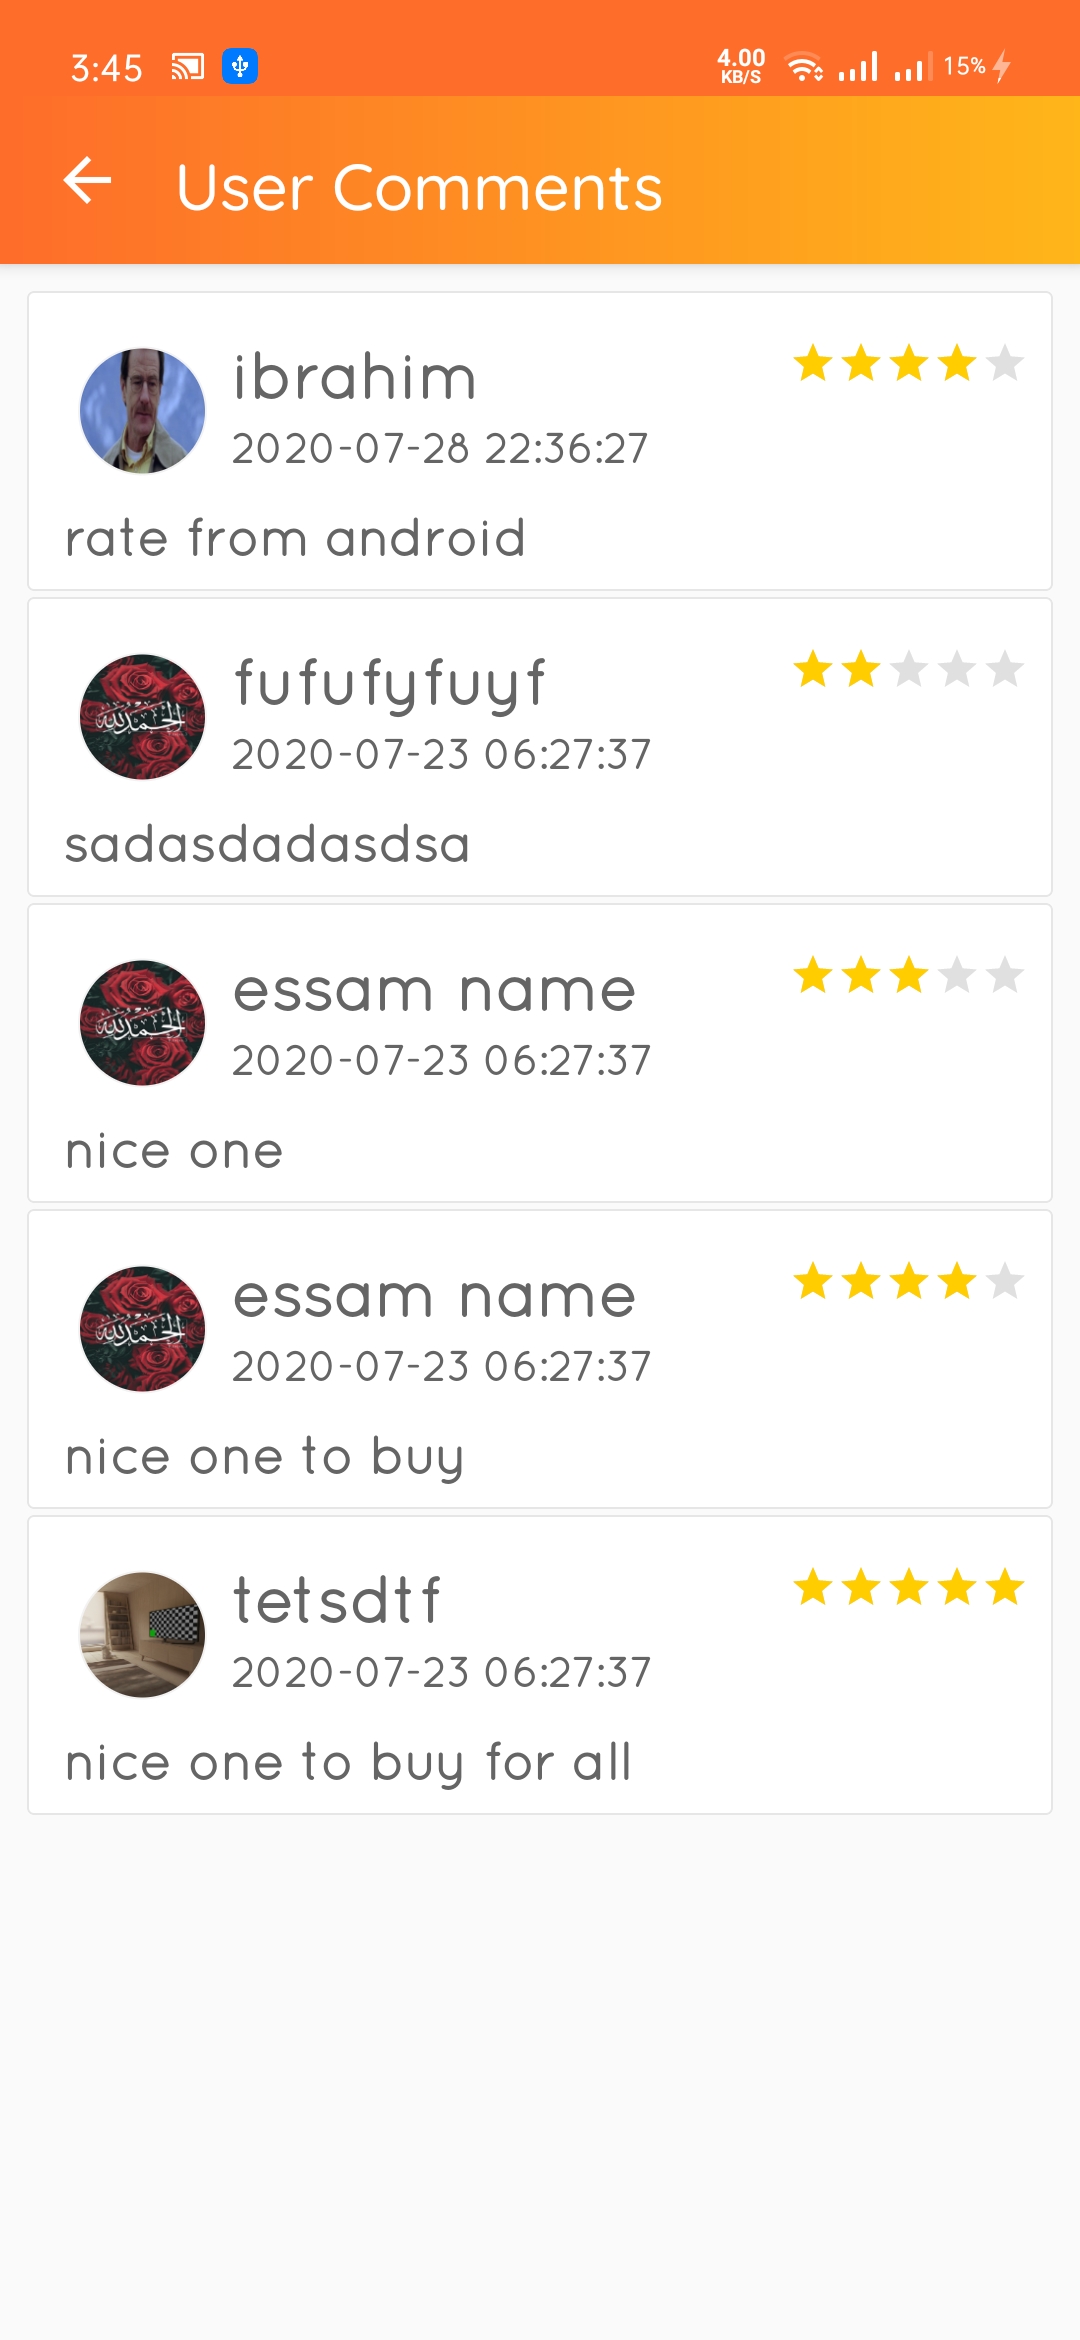 3:45
4.00
KB/S
15%
User Comments
ibrahim
2020-07-28 22:36:27
rate from android
fufufyfuyf
2020-07-23 06:27:37
الحمد لله
sadasdadasdsa
essam name
2020-07-23 06:27:37
الحمد لله
nice one
essam name
2020-07-23 06:27:37
الحمد لله
nice one to buy
tetsdtf
2020-07-23 06:27:37
nice one to buy for all